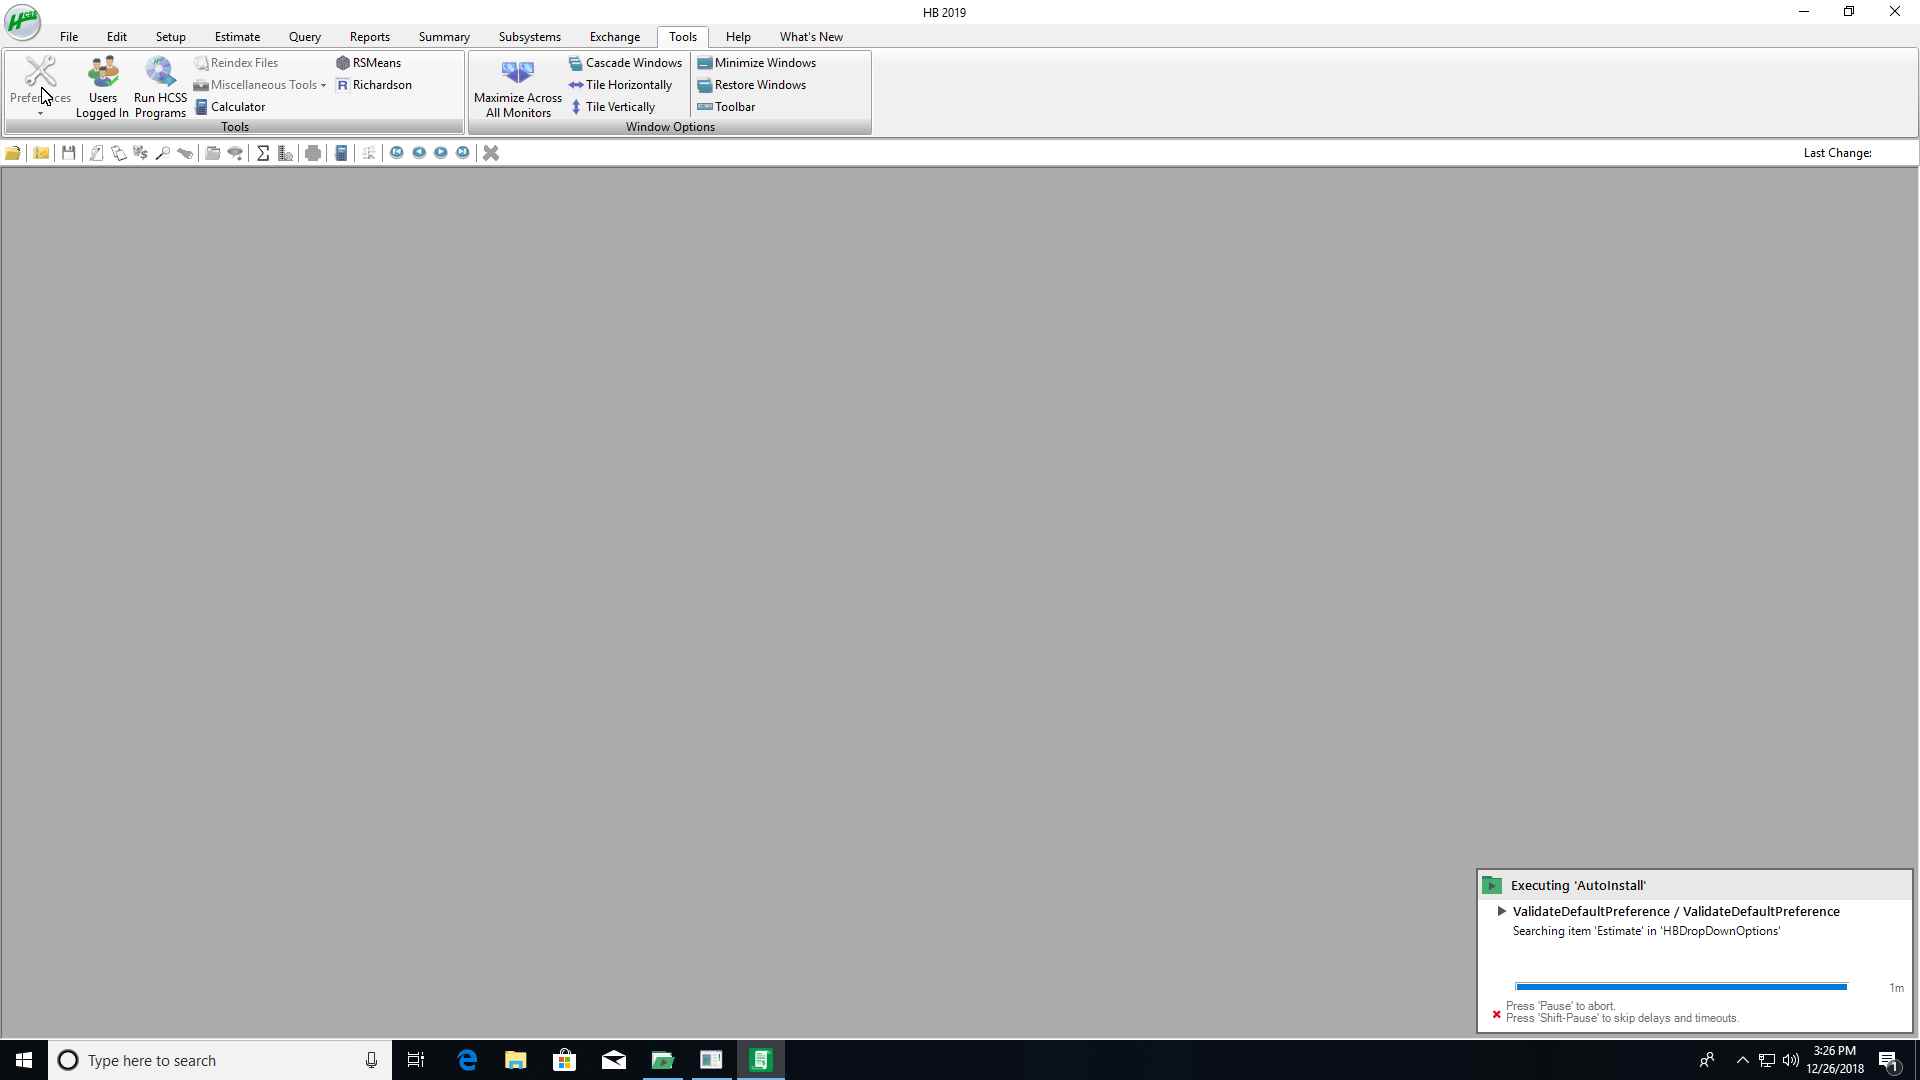 HB 2019
File Edit Setup Estimate Query Reports Summary Subsystems Exchange Tools Help What's New
Preferences
Users Logged In
Run HCSS Programs
Reindex Files
Miscellaneous Tools
Calculator
RSMeans
Richardson
Tools
Maximize Across All Monitors
Cascade Windows
Tile Horizontally
Tile Vertically
Minimize Windows
Restore Windows
Toolbar
Window Options
Last Change:
Executing 'AutoInstall'
ValidateDefaultPreference / ValidateDefaultPreference
Searching item 'Estimate' in 'HBDropDownOptions'
1m
Press 'Pause' to abort.
Press 'Shift-Pause' to skip delays and timeouts.
Type here to search
3:26 PM
12/26/2018
1